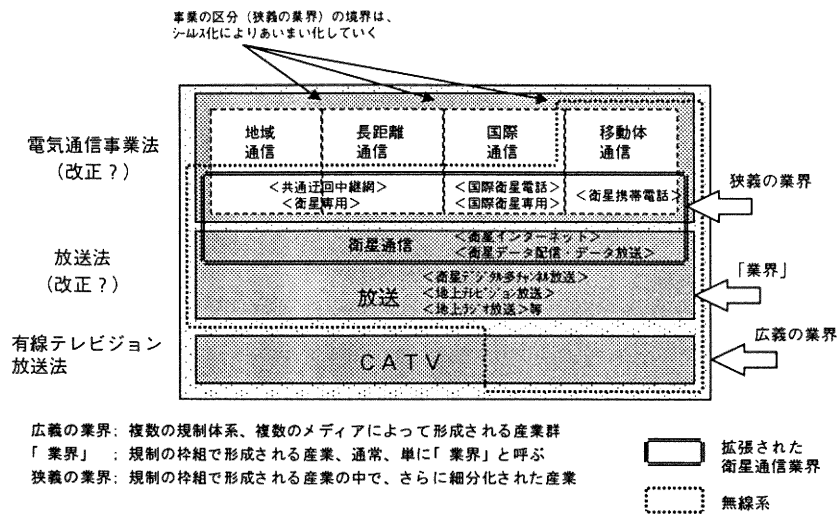 事業の区分（狭義の業界）の境界は、
シームレス化によりあいまい化していく
電気通信事業法
（改正？）
地域
通信
長距離
通信
国際
通信
移動体
通信
＜共通迂回中継網＞
＜衛星専用＞
＜国際衛星電話＞
＜国際衛星専用＞
＜衛星携帯電話＞
狭義の業界
放送法
（改正？）
衛星通信
＜衛星インターネット＞
＜衛星データ配信・データ放送＞
放送
＜衛星デジタル多チャンネル放送＞
＜地上テレビジョン放送＞
＜地上ラジオ放送＞等
「業界」
有線テレビジョン
放送法
CATV
広義の業界
広義の業界；複数の規制体系、複数のメディアによって形成される産業群
「業界」；規制の枠組で形成される産業、通常、単に「業界」と呼ぶ
狭義の業界；規制の枠組で形成される産業の中で、さらに細分化された産業
拡張された
衛星通信業界
無線系